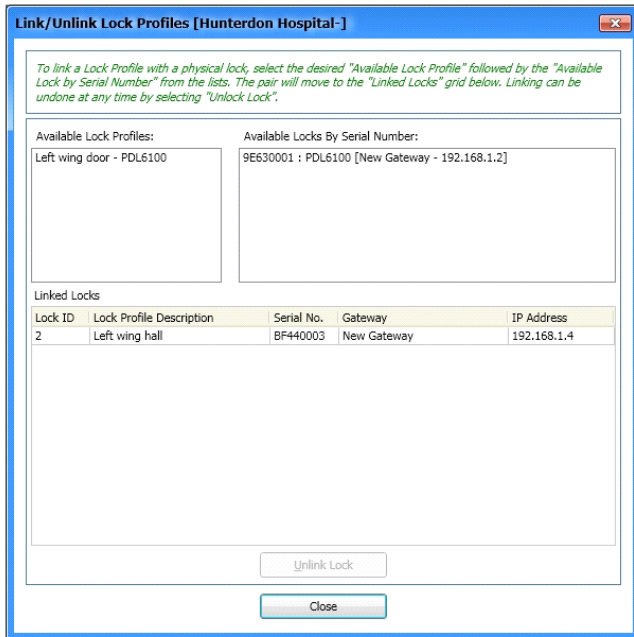 Link/Unlink Lock Profiles [Hunterdon Hospital-]
To link a Lock Profile with a physical lock, select the desired "Available Lock Profile" followed by the "Available
Lock by Serial Number" from the lists. The pair will move to the "Linked Locks" grid below. Linking can be
undone at any time by selecting "Unlock Lock".
Available Lock Profiles:
Left wing door - PDL6100
Available Locks By Serial Number:
9E630001 : PDL6100 [New Gateway - 192.168.1.2]
Linked Locks
Lock ID Lock Profile Description Serial No. Gateway IP Address
2 Left wing hall BF440003 New Gateway 192.168.1.4
Unlink Lock
Close